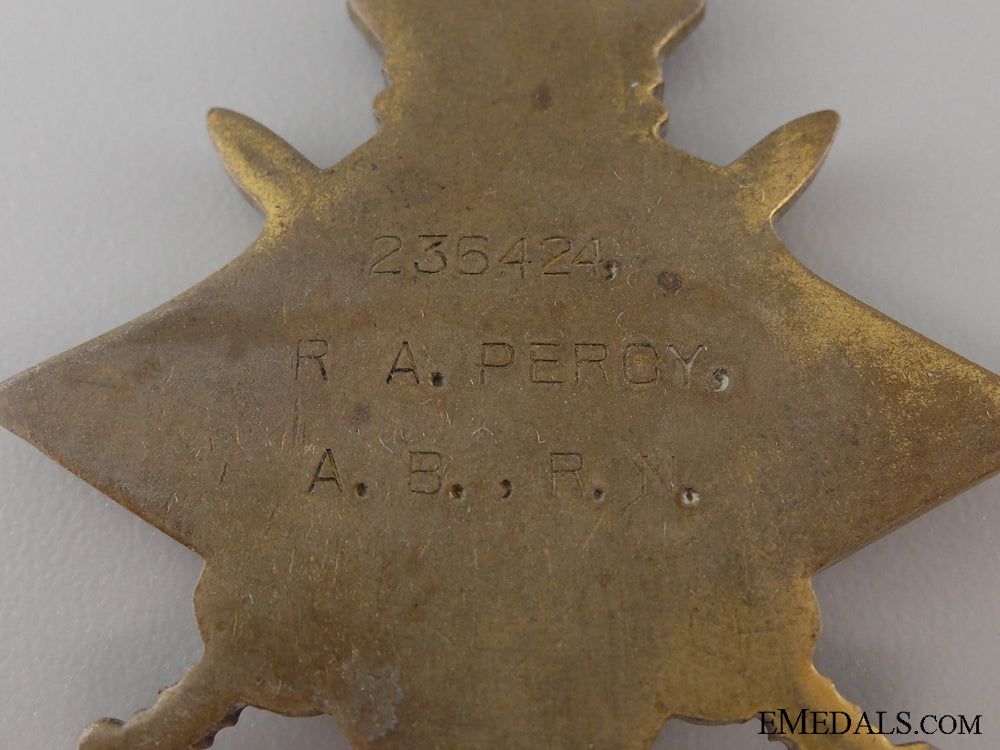 236424,
R A. PERCY,
A. B. , R. N.
EMEDALS.COM